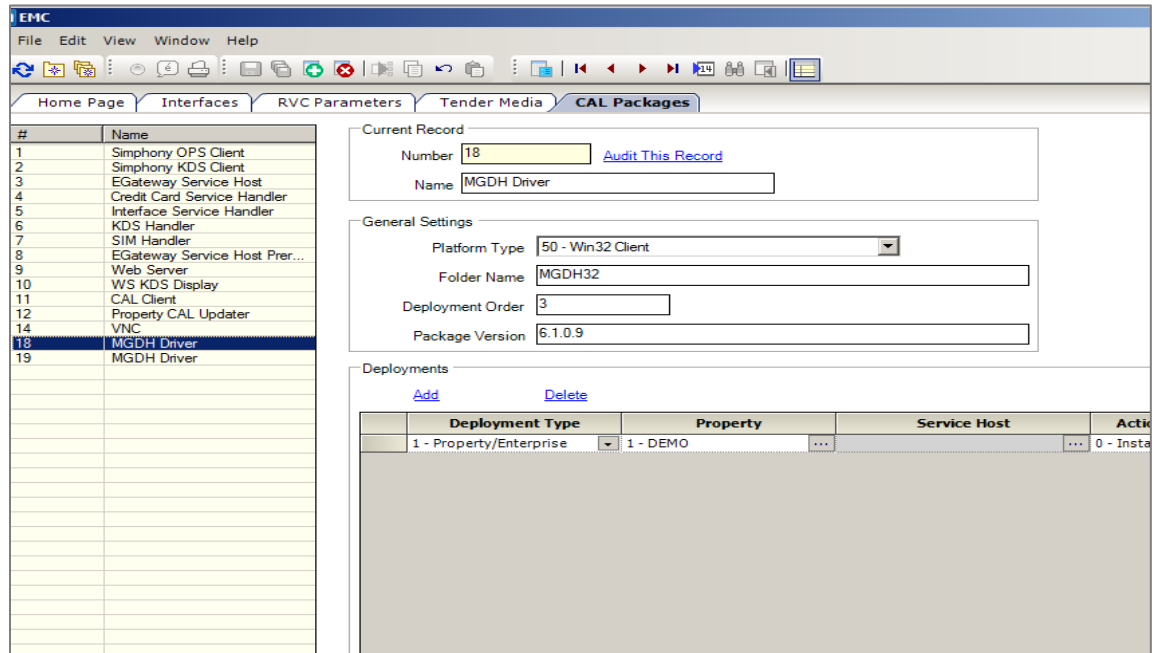 EMC
File Edit View Window Help
Home Page Interfaces RVC Parameters Tender Media CAL Packages
# Name
1 Simphony OPS Client
2 Simphony KDS Client
3 EGateway Service Host
4 Credit Card Service Handler
5 Interface Service Handler
6 KDS Handler
7 SIM Handler
8 EGateway Service Host Prer...
9 Web Server
10 WS KDS Display
11 CAL Client
12 Property CAL Updater
14 VNC
18 MGDH Driver
19 MGDH Driver
Current Record
Number 18 Audit This Record
Name MGDH Driver
General Settings
Platform Type 50 - Win32 Client
Folder Name MGDH32
Deployment Order 3
Package Version 6.1.0.9
Deployments
Add Delete
Deployment Type Property Service Host Actio
1 - Property/Enterprise 1 - DEMO ... ... 0 - Insta